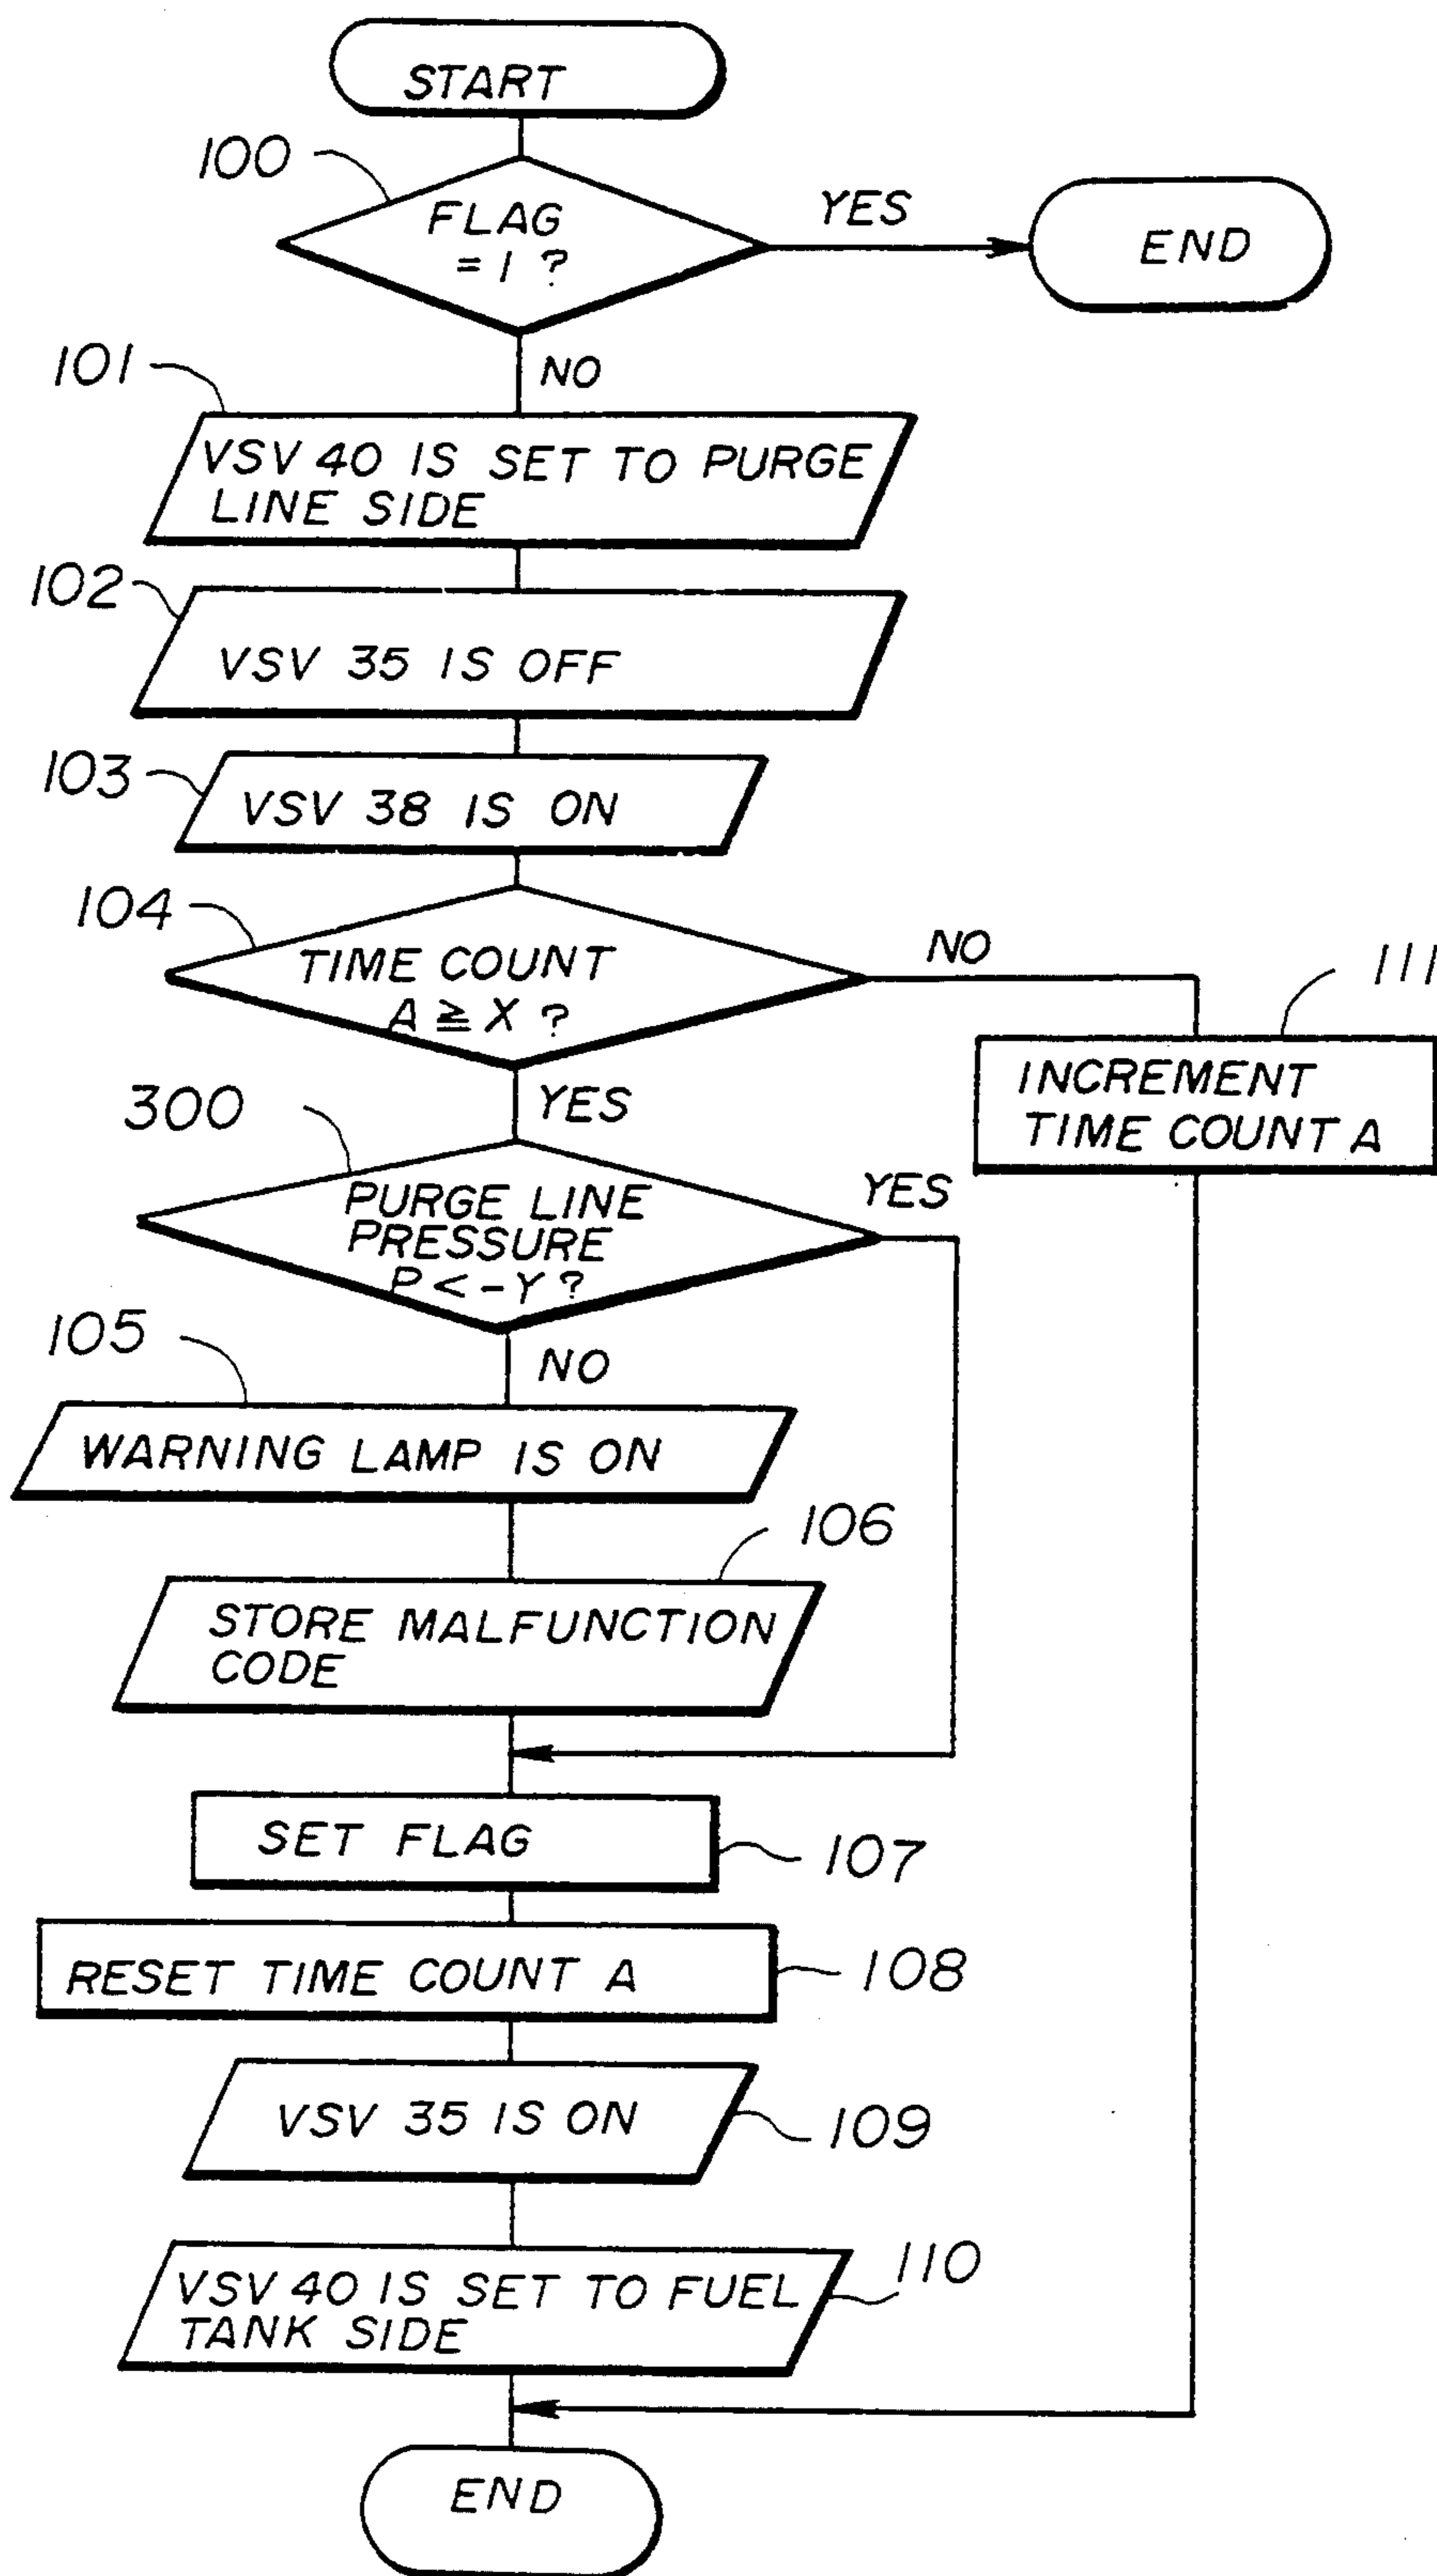 START
100
FLAG
= 1 ?
YES
END
NO
101
VSV 40 IS SET TO PURGE
LINE SIDE
102
VSV 35 IS OFF
103
VSV 38 IS ON
104
TIME COUNT
A ≧ X ?
NO
111
INCREMENT
TIME COUNT A
YES
300
PURGE LINE
PRESSURE
P < - Y ?
YES
NO
105
WARNING LAMP IS ON
106
STORE MALFUNCTION
CODE
SET FLAG
107
RESET TIME COUNT A
108
VSV 35 IS ON
109
VSV 40 IS SET TO FUEL
TANK SIDE
110
END